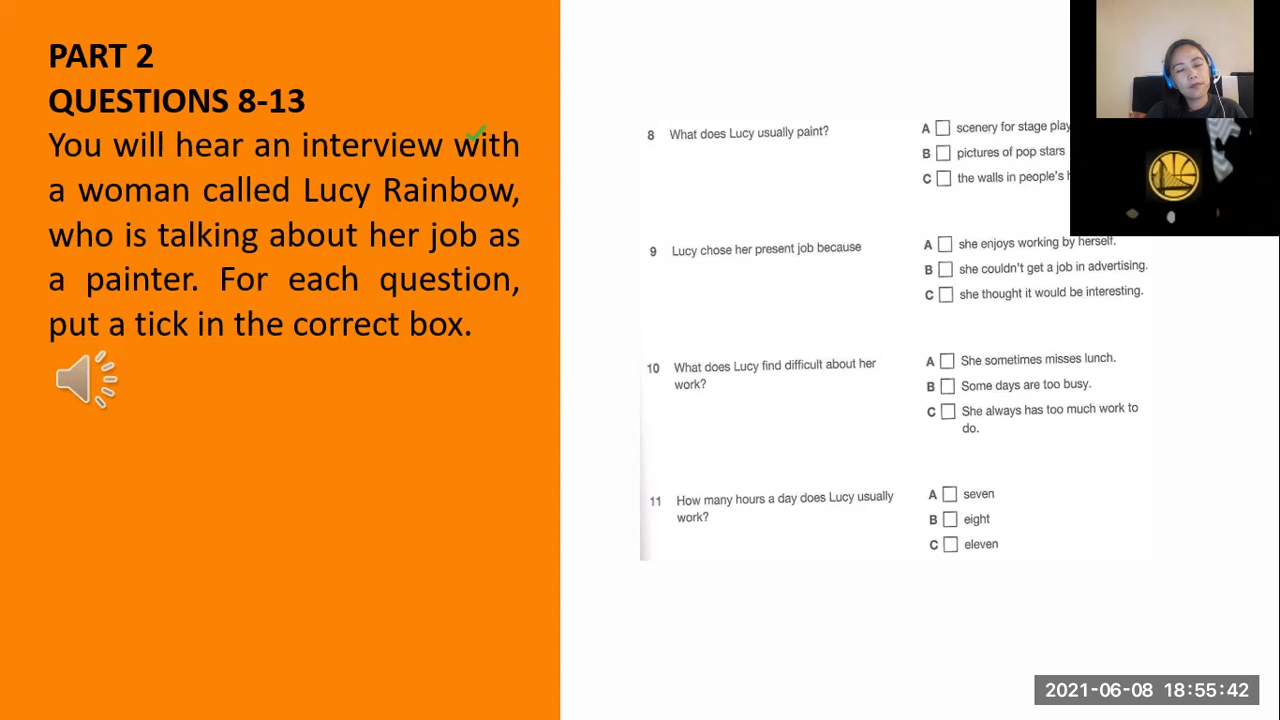 PART 2
QUESTIONS 8-13
You will hear an interview with
a woman called Lucy Rainbow,
who is talking about her job as
a painter. For each question,
put a tick in the correct box.
8 What does Lucy usually paint?
A scenery for stage
B pictures of pop stars
C the walls in people's
9 Lucy chose her present job because
A she enjoys working by herself.
B she couldn't get a job in advertising.
C she thought it would be interesting.
10 What does Lucy find difficult about her
work?
A She sometimes misses lunch.
B Some days are too busy.
C She always has too much work to
do.
11 How many hours a day does Lucy usually
work?
A seven
B eight
C eleven
2021-06-08 18:55:42